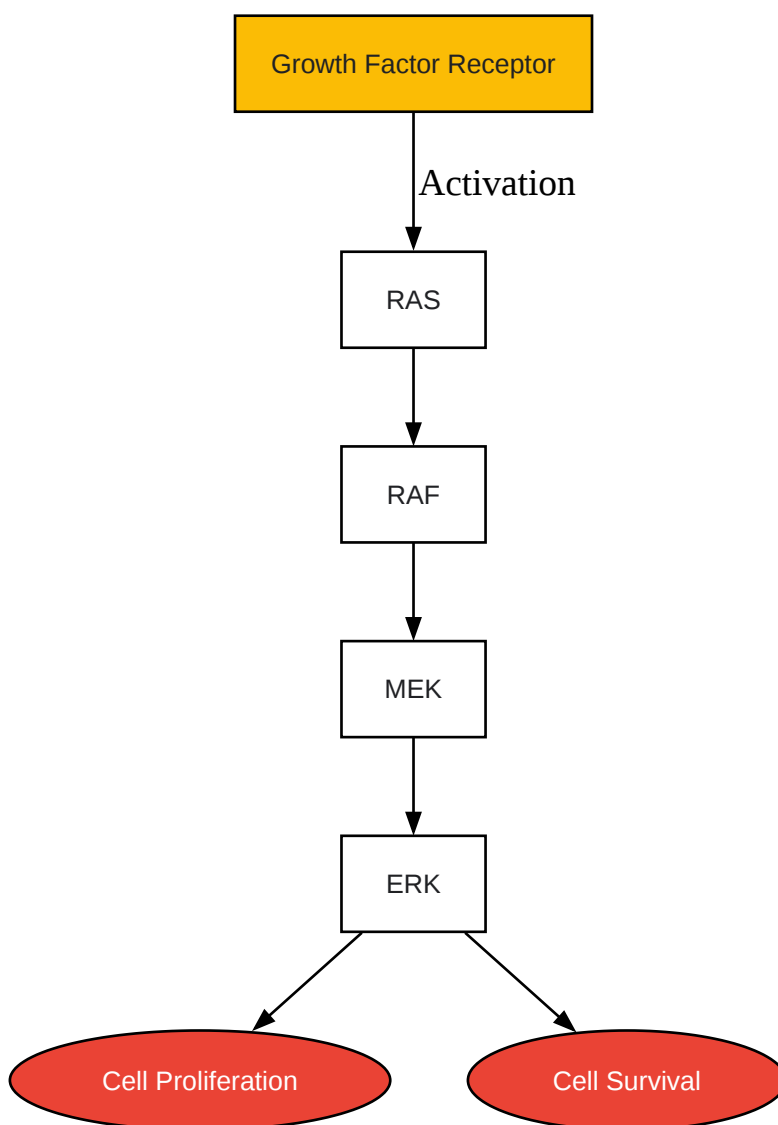 Growth Factor Receptor
Activation
RAS
RAF
MEK
ERK
Cell Proliferation
Cell Survival